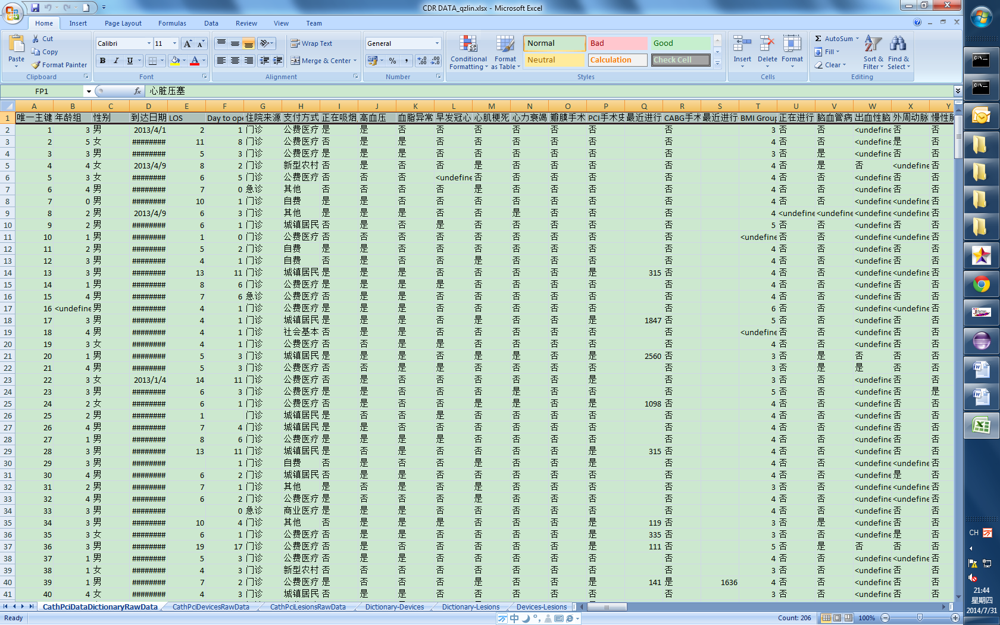 CDR DATA_qzlin.xlsx - Microsoft Excel
Home Insert Page Layout Formulas Data Review View Team
Paste Cut Copy Format Painter Clipboard
Calibri 11 B I U Font
Wrap Text Merge & Center Alignment
General % , Number
Conditional Formatting Format as Table Normal Bad Good Neutral Calculation Check Cell Styles
Insert Delete Format Cells
AutoSum Fill Clear Sort & Filter Find & Select Editing
FP1 fx 心脏压塞
A B C D E F G H I J K L M N O P Q R S T U V W X Y
1 唯一主键 年龄组 性别 到达日期 LOS Day to ope 住院来源 支付方式 正在吸烟 高血压 血脂异常 早发冠心 心肌梗死 心力衰竭 瓣膜手术 PCI手术史 最近进行 CABG手术 最近进行 BMI Group 正在进行 脑血管病 出血性脑 外周动脉 慢性肺
2 1 3 男 2013/4/1 2 1 门诊 公费医疗 是 是 否 否 否 否 否 否 否 3 否 否 <undefine 否 否
3 2 5 女 ######## 11 8 门诊 公费医疗 否 是 是 否 否 否 否 否 否 4 否 否 <undefine 是 否
4 3 3 男 ######## 5 3 门诊 公费医疗 否 是 是 否 否 否 否 否 否 3 否 是 <undefine 否 否
5 4 4 女 2013/4/9 8 2 门诊 新型农村 否 是 否 否 是 否 否 否 否 4 否 是 否 <undefine 否
6 5 3 女 ######## 6 5 门诊 公费医疗 否 否 否 <undefine 否 否 否 否 否 4 否 否 <undefine 否 否
7 6 4 男 ######## 7 0 急诊 其他 否 否 否 否 是 否 否 否 否 4 否 否 <undefine 否 否
8 7 0 男 ######## 10 1 门诊 自费 是 是 否 否 否 否 否 否 否 4 否 否 <undefine <undefine 否
9 8 2 男 2013/4/9 6 3 门诊 其他 是 是 是 否 否 是 否 否 否 4 <undefine <undefine <undefine <undefine 否
10 9 2 男 ######## 6 1 门诊 城镇居民 否 是 否 是 否 否 否 否 否 5 否 否 <undefine 否 否
11 10 1 男 ######## 1 0 门诊 公费医疗 否 否 否 否 否 否 否 否 否 <undefine 否 否 <undefine <undefine 否
12 11 2 男 ######## 5 2 门诊 自费 是 是 否 否 否 否 否 否 否 4 否 否 <undefine 否 否
13 12 3 男 ######## 4 1 门诊 自费 否 是 否 否 是 否 否 否 否 4 否 否 <undefine 否 否
14 13 3 男 ######## 13 11 门诊 城镇居民 是 是 否 否 否 否 否 是 315 否 4 否 否 <undefine <undefine 否
15 14 1 男 ######## 8 6 门诊 公费医疗 是 是 是 是 否 否 否 否 否 4 否 否 <undefine 否 否
16 15 4 男 ######## 7 6 急诊 公费医疗 否 是 是 否 否 否 否 否 否 4 否 否 <undefine 否 否
17 16 <undefine 男 ######## 4 1 门诊 公费医疗 是 是 否 否 否 否 否 否 否 6 否 否 <undefine <undefine 否
18 17 3 男 ######## 4 1 门诊 城镇居民 是 是 是 否 是 否 否 是 1847 否 5 否 否 <undefine 否 否
19 18 4 男 ######## 4 1 门诊 社会基本 否 是 否 否 否 否 否 否 否 <undefine 否 否 <undefine 否 否
20 19 3 女 ######## 4 1 门诊 公费医疗 否 否 是 是 否 否 否 否 否 4 否 否 <undefine 否 否
21 20 1 男 ######## 5 3 门诊 城镇居民 是 是 是 否 是 是 否 是 2560 否 3 否 是 否 否 否
22 21 4 男 ######## 5 3 门诊 公费医疗 否 否 是 是 否 否 否 否 否 3 否 是 是 否 否
23 22 3 女 2013/1/4 14 11 门诊 公费医疗 否 是 否 否 否 否 否 是 否 3 否 否 <undefine 否 否
24 23 3 男 ######## 6 3 门诊 公费医疗 是 是 否 否 否 是 否 否 否 5 否 否 <undefine 否 是
25 24 2 女 ######## 6 1 门诊 公费医疗 否 是 否 否 是 是 否 是 1098 否 4 否 否 <undefine 否 否
26 25 2 男 ######## 1 门诊 城镇居民 是 否 否 是 否 否 否 否 否 4 否 否 <undefine 否 否
27 26 4 男 ######## 7 4 门诊 城镇居民 是 是 否 否 否 否 否 否 否 4 否 否 <undefine 否 否
28 27 1 男 ######## 8 6 门诊 公费医疗 是 是 是 是 否 否 否 否 否 4 否 否 <undefine 否 否
29 28 3 男 ######## 13 11 门诊 城镇居民 是 否 是 否 否 否 否 是 315 否 4 否 否 <undefine 否 否
30 29 3 男 ######## 1 门诊 自费 否 是 否 否 是 否 否 是 否 4 否 否 <undefine <undefine 否
31 30 4 男 ######## 6 2 门诊 城镇居民 否 是 是 否 否 否 否 否 否 4 否 否 <undefine 是 否
32 31 2 男 ######## 7 1 门诊 其他 是 否 否 否 是 否 否 否 否 3 否 否 <undefine <undefine 否
33 32 4 男 ######## 6 2 门诊 公费医疗 是 否 否 否 否 否 否 否 否 4 否 否 <undefine <undefine 否
34 33 3 男 ######## 0 急诊 商业医疗 是 是 是 否 否 否 否 否 否 4 否 否 <undefine 否 否
35 34 3 男 ######## 10 4 门诊 其他 是 是 是 是 否 否 否 是 119 否 3 否 是 <undefine 否 否
36 35 3 女 ######## 6 1 门诊 公费医疗 否 是 是 否 否 否 否 是 335 否 3 否 否 <undefine 是 否
37 36 3 男 ######## 19 17 门诊 公费医疗 否 是 否 否 否 否 否 是 111 否 5 否 是 否 否 否
38 37 1 男 ######## 5 3 门诊 公费医疗 否 是 是 否 否 否 否 否 否 4 否 否 <undefine <undefine 否
39 38 1 女 ######## 4 3 门诊 新型农村 否 否 否 否 否 否 否 否 否 3 否 否 <undefine 否 否
40 39 1 男 ######## 7 2 门诊 公费医疗 是 否 否 否 是 否 否 是 141 是 1636 4 否 否 <undefine 否 否
41 40 4 女 ######## 4 3 门诊 城镇居民 否 是 是 否 否 否 否 否 否 3 否 否 <undefine 否 否
CathPciDataDictionaryRawData CathPciDevicesRawData CathPciLesionsRawData Dictionary-Devices Dictionary-Lesions Devices-Lesions
Ready 中 Count: 206 100%
CH
21:44
星期四
2014/7/31